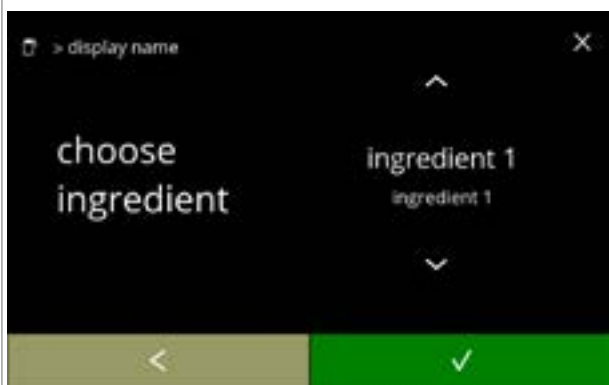 > display name
choose
ingredient
ingredient 1
ingredient 1